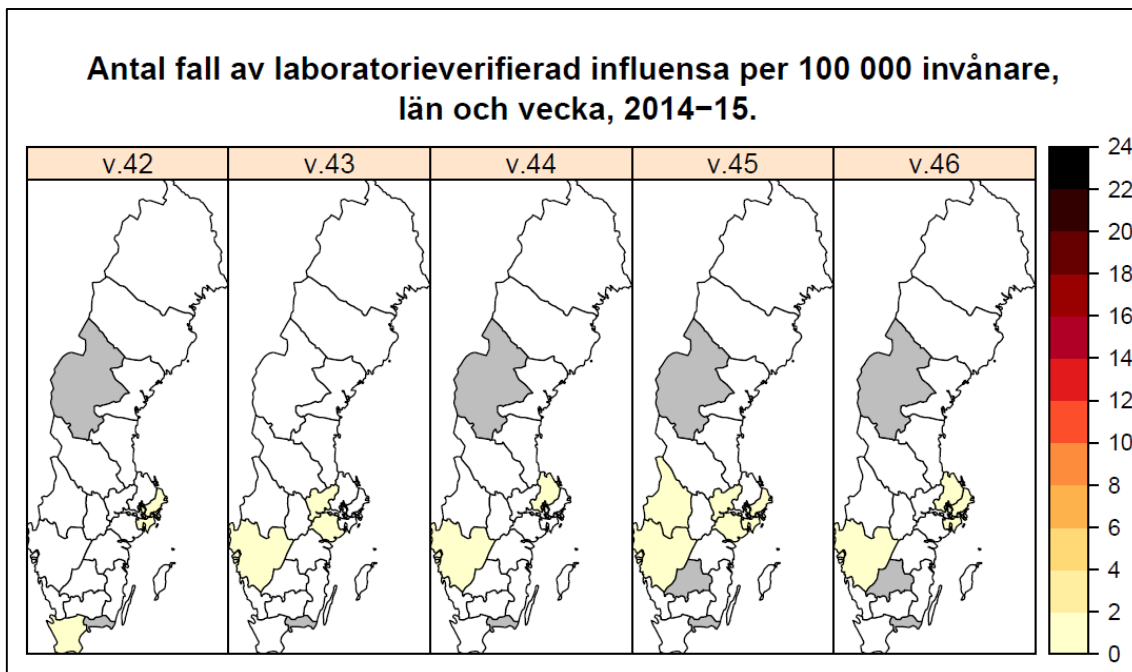 Antal fall av laboratorieverifierad influensa per 100 000 invånare,
län och vecka, 2014−15.
v.42
v.43
v.44
v.45
v.46
24
22
20
18
16
14
12
10
8
6
4
2
0